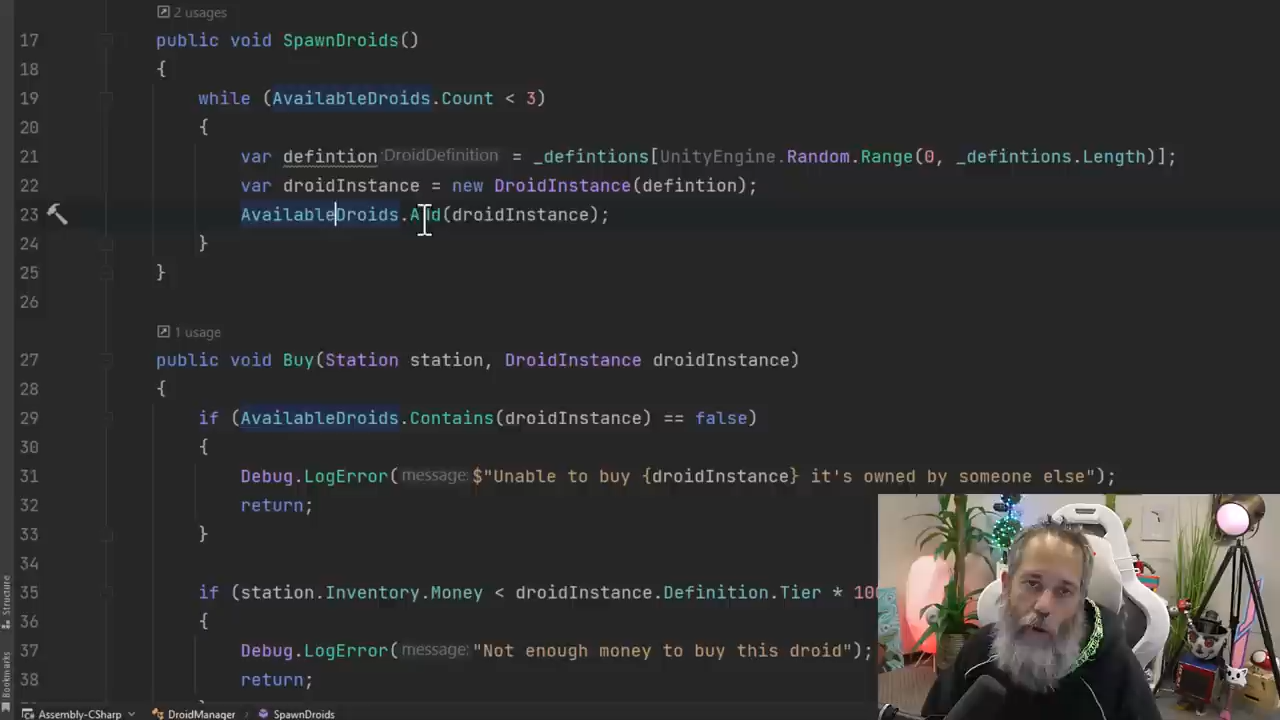 2 usages
17 public void SpawnDroids()
18 {
19 while (AvailableDroids.Count < 3)
20 {
21 var defintion DroidDefinition = _defintions[UnityEngine.Random.Range(0, _defintions.Length)];
22 var droidInstance = new DroidInstance(defintion);
23 AvailableDroids.Add(droidInstance);
24 }
25 }
26
1 usage
27 public void Buy(Station station, DroidInstance droidInstance)
28 {
29 if (AvailableDroids.Contains(droidInstance) == false)
30 {
31 Debug.LogError(message: $"Unable to buy {droidInstance} it's owned by someone else");
32 return;
33 }
34
35 if (station.Inventory.Money < droidInstance.Definition.Tier * 10
36 {
37 Debug.LogError(message: "Not enough money to buy this droid");
38 return;
Structure
Bookmarks
Assembly-CSharp DroidManager SpawnDroids